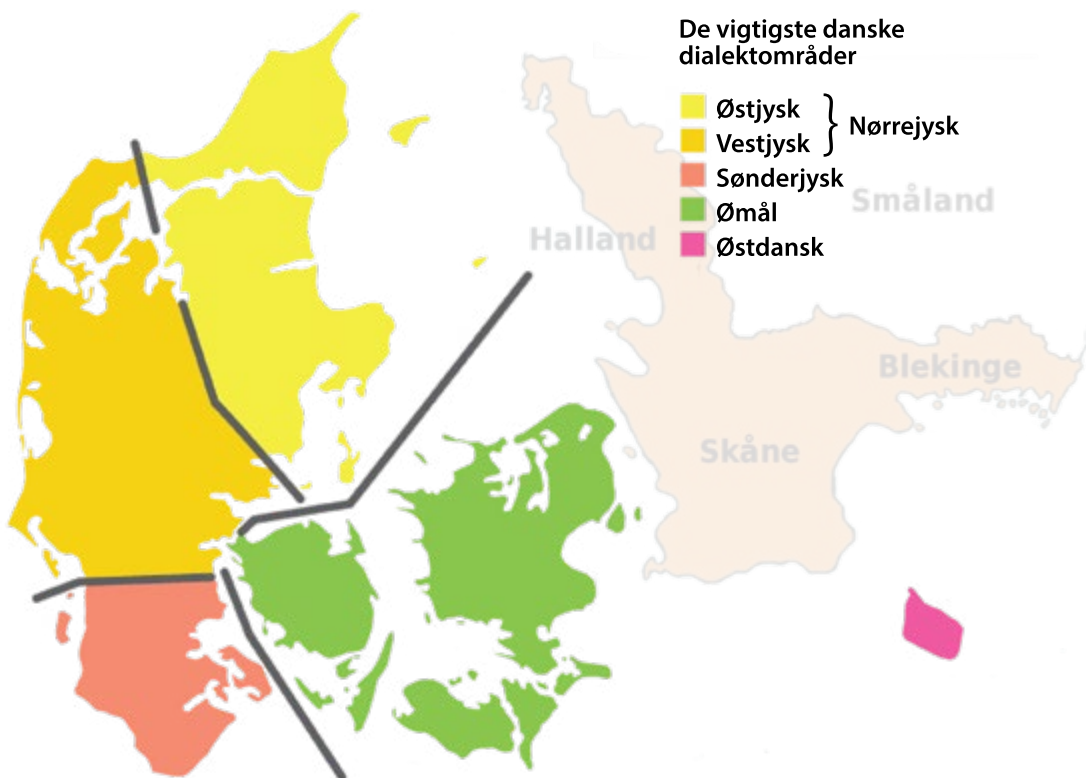 De vigtigste danske
dialektområder
Østjysk
Vestjysk
Nørrejysk
Sønderjysk
Ømål
Østdansk
Småland
Halland
Blekinge
Skåne